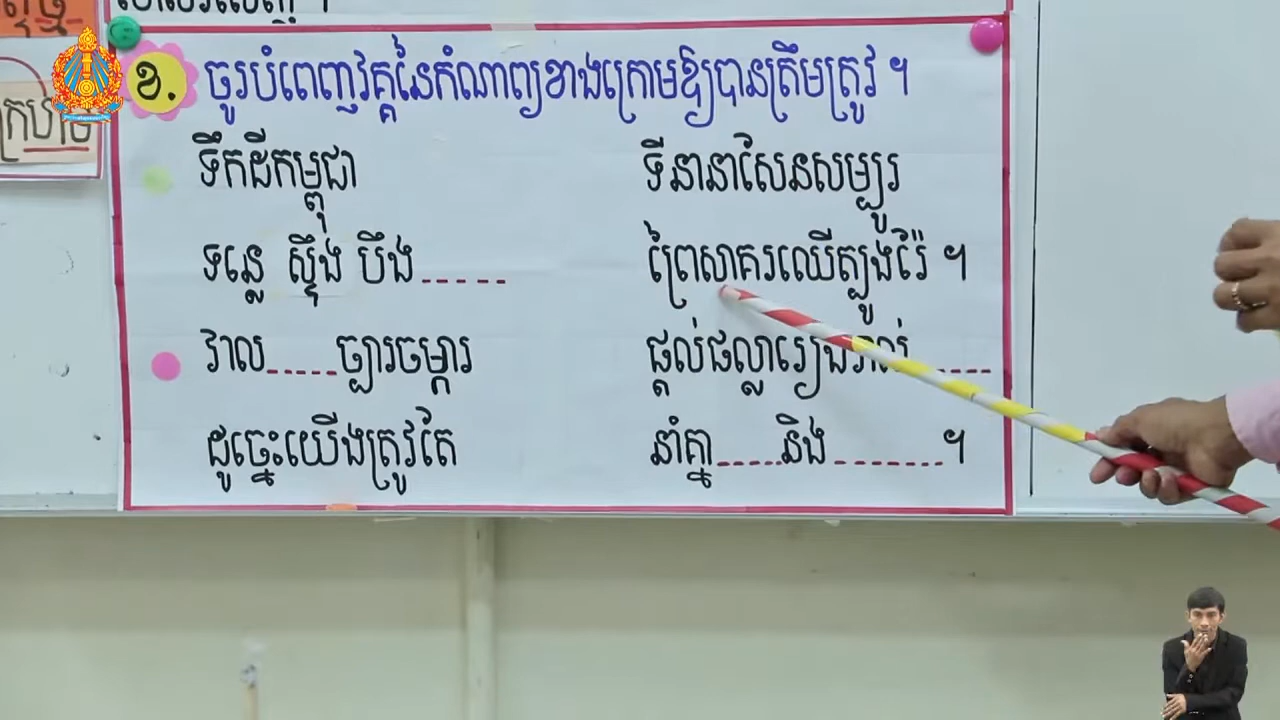 ខ. ចូរបំពេញវគ្គនៃកំណាព្យខាងក្រោមឱ្យបានត្រឹមត្រូវ ។
ទឹកដីកម្ពុជា ទីនានាសែនសម្បូរ
ទន្លេ ស្ទឹង បឹង..... ព្រៃសាគរឈើត្បូងរ៉ែ ។
វាល.....ច្បារចម្ការ ផ្តល់ផល្លារៀងរាល់.....
ដូច្នេះយើងត្រូវតែ នាំគ្នា.....និង....... ។